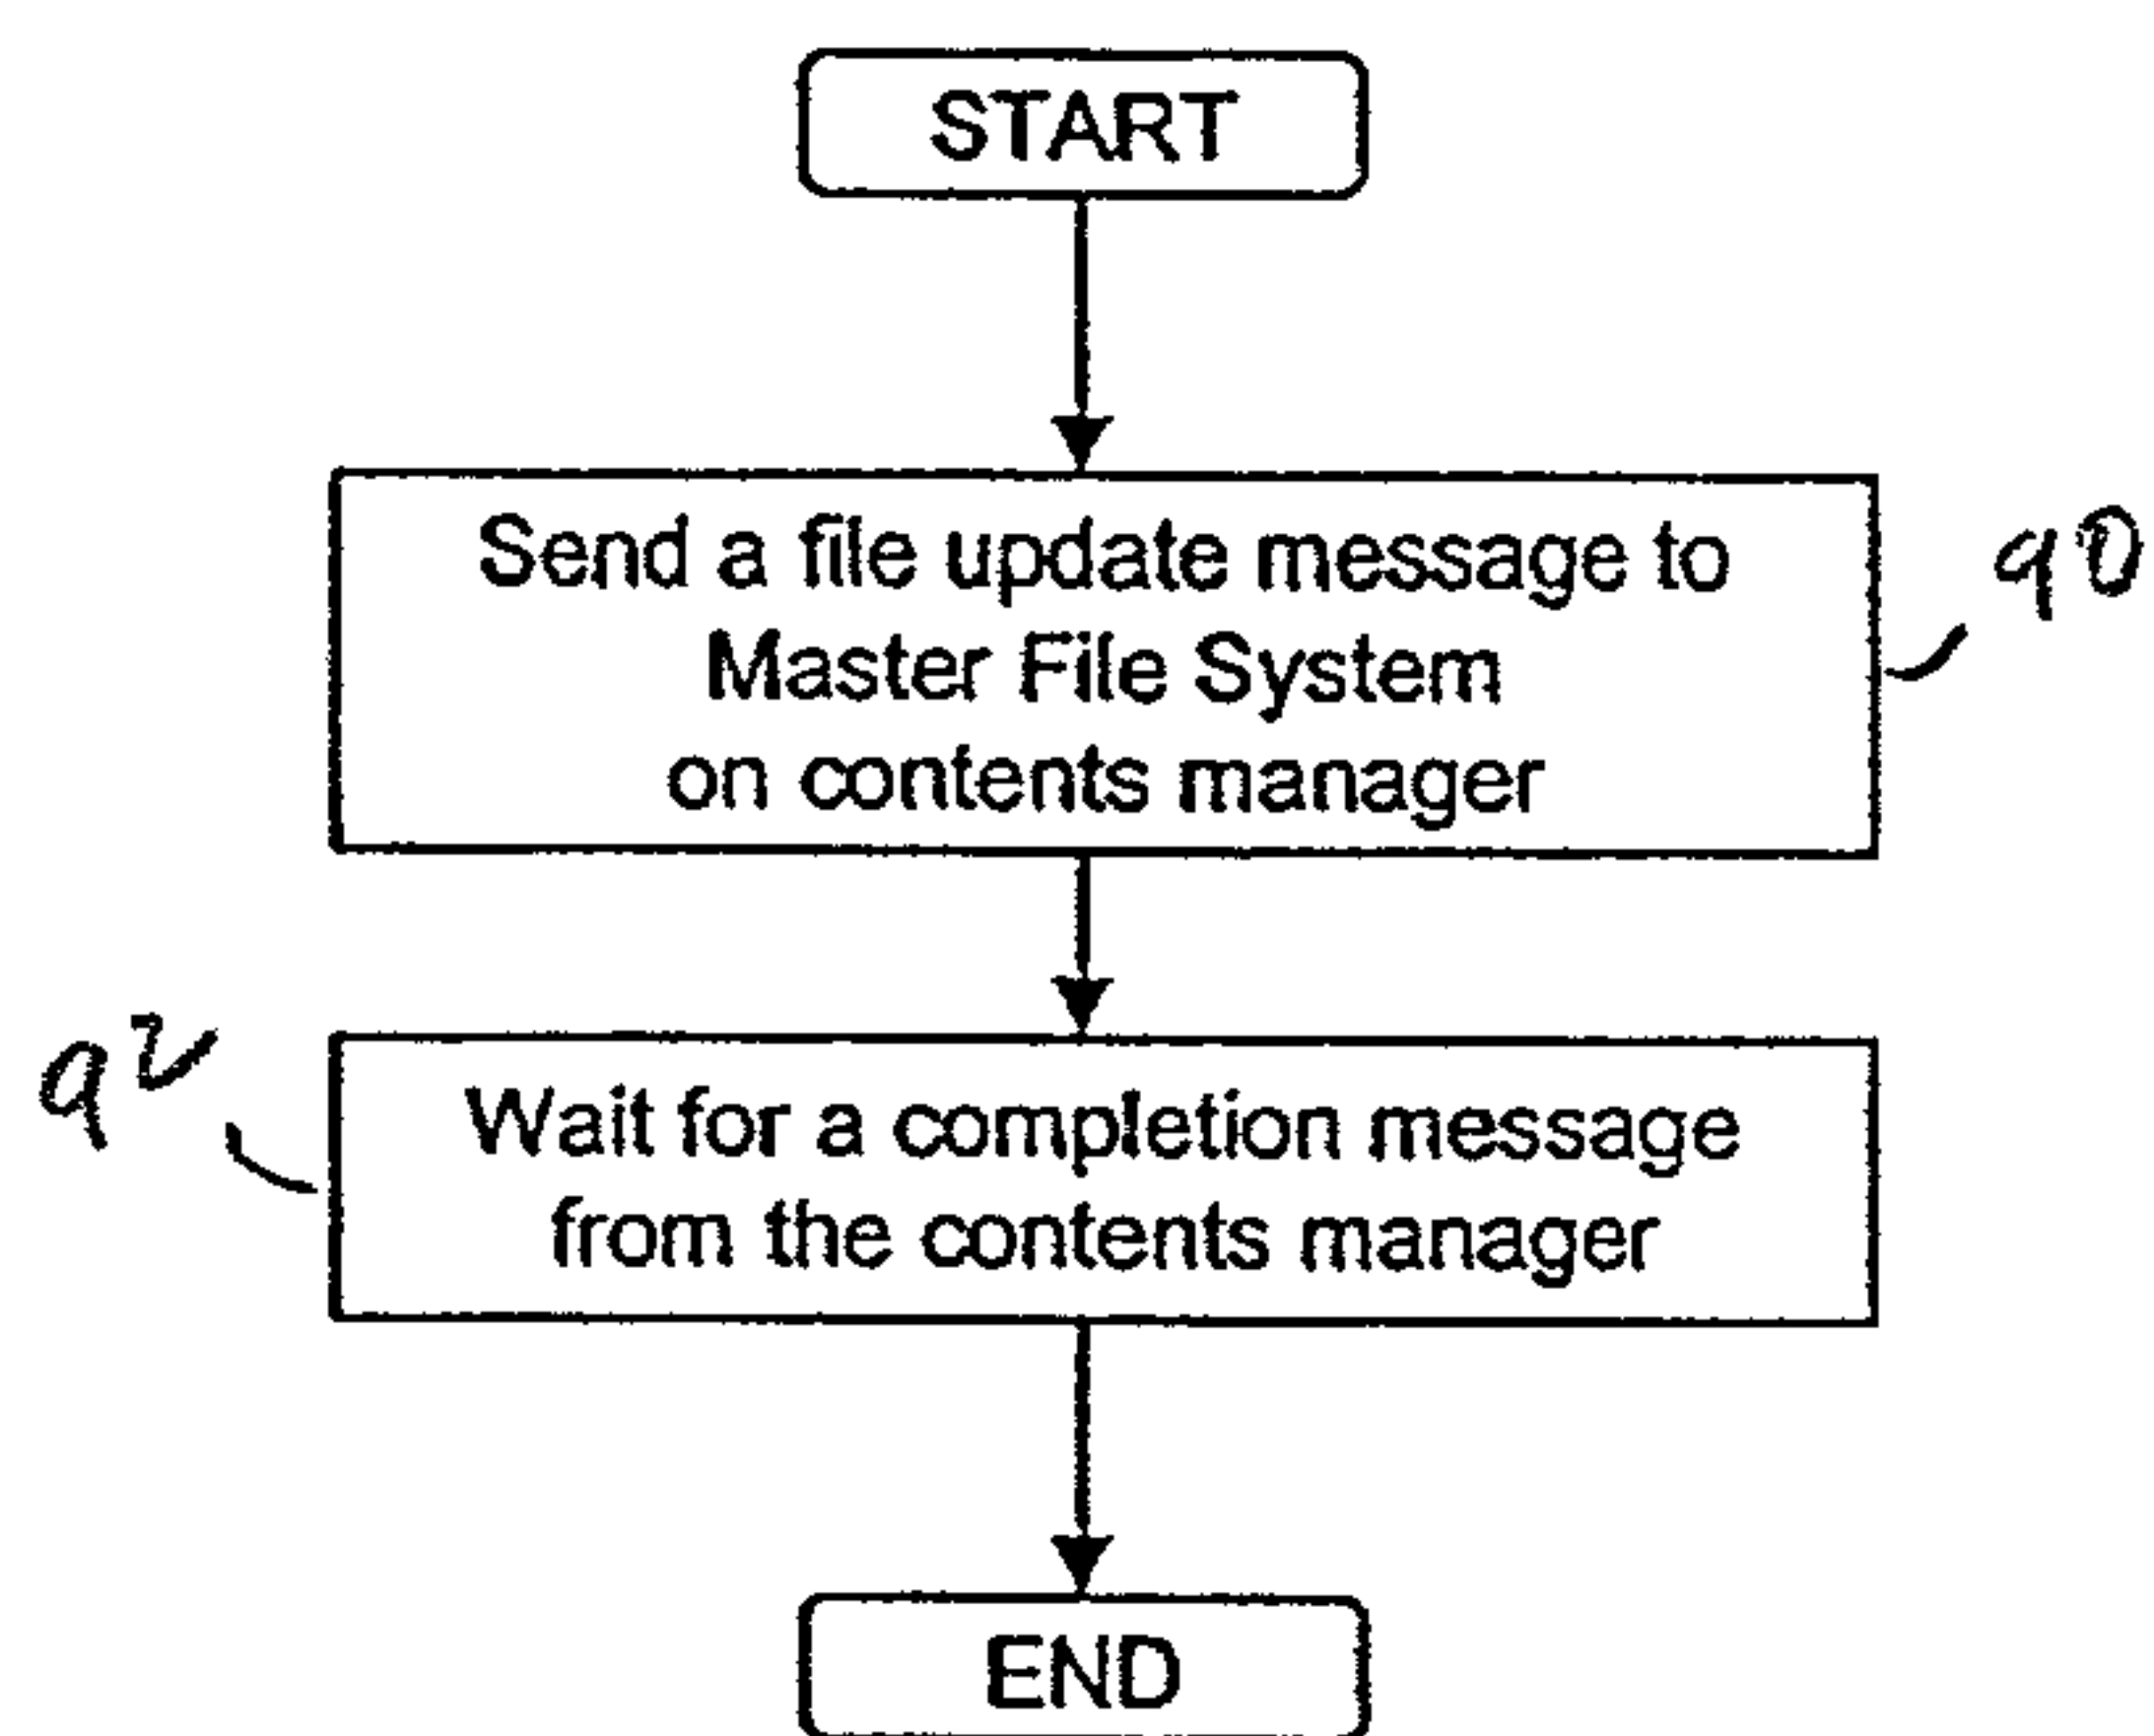 START
Send a file update message to
Master File System
on contents manager
90
92
Wait for a completion message
from the contents manager
END